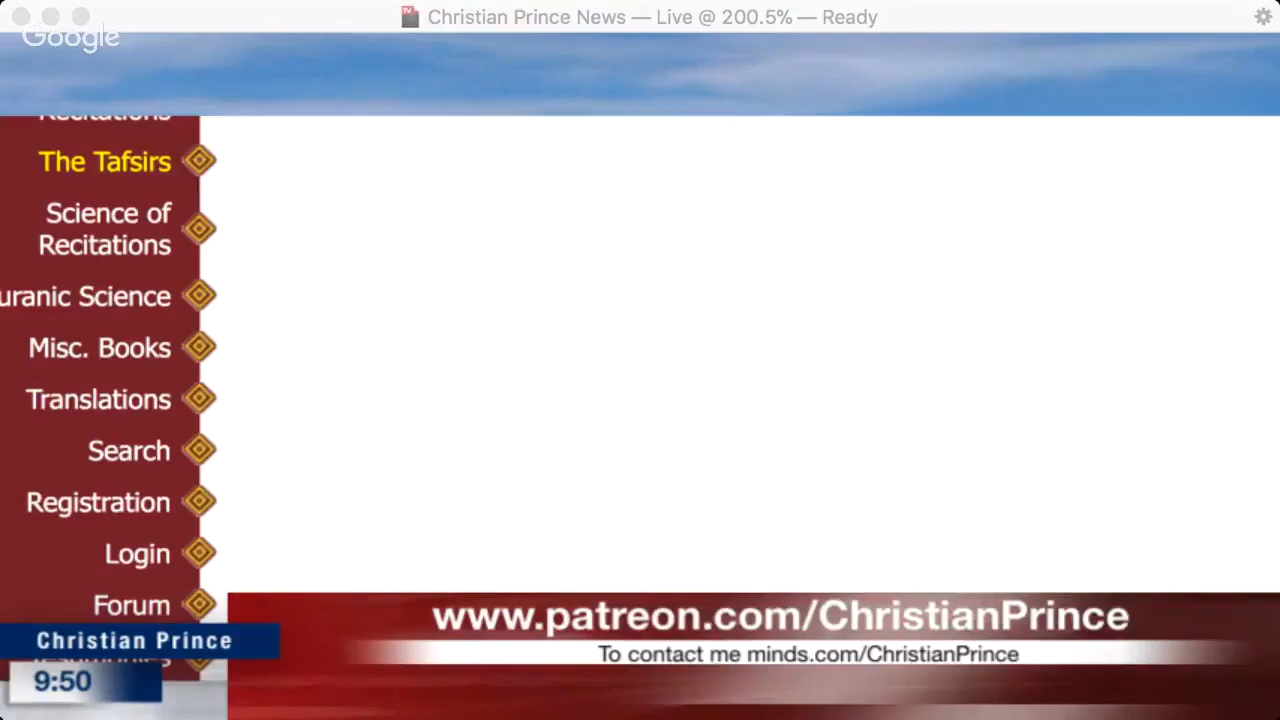 Christian Prince News — Live @ 200.5% — Ready
Google
Recitations
The Tafsirs
Science of
Recitations
uranic Science
Misc. Books
Translations
Search
Registration
Login
Forum
www.patreon.com/ChristianPrince
Christian Prince
To contact me minds.com/ChristianPrince
9:50